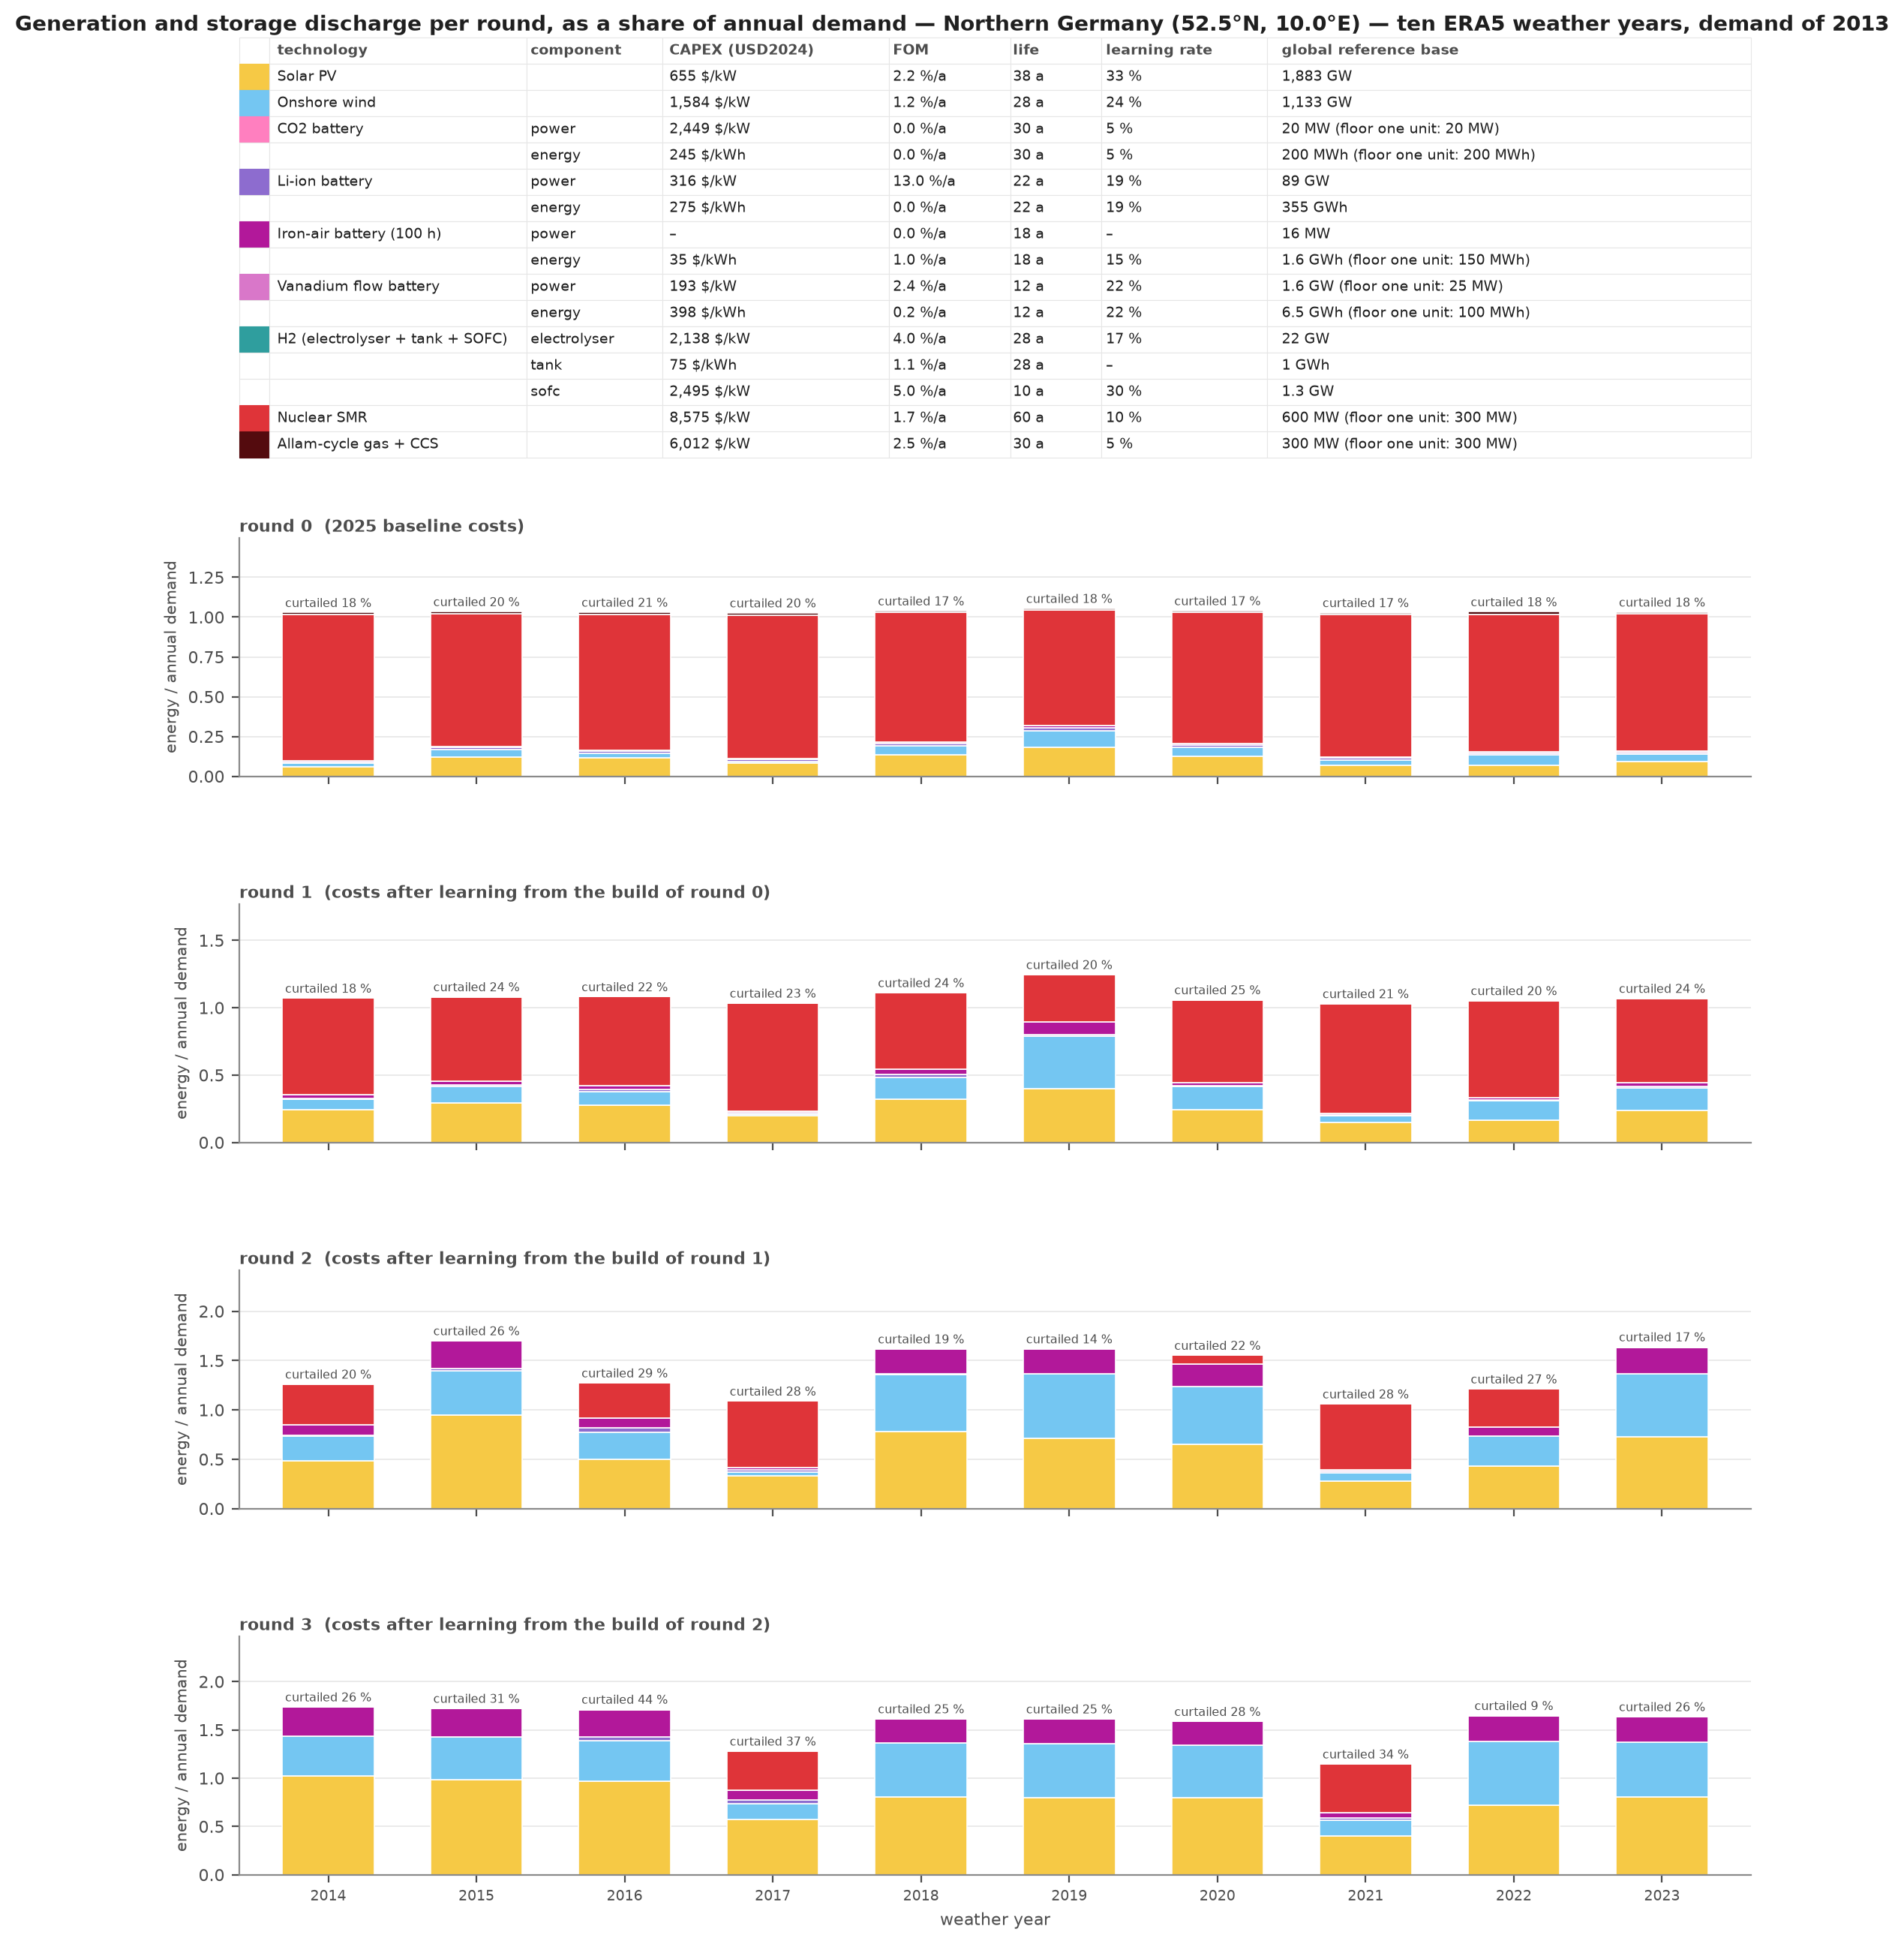 Generation and storage discharge per round, as a share of annual demand — Northern Germany (52.5°N, 10.0°E) — ten ERA5 weather years, demand of 2013
technology component CAPEX (USD2024) FOM life learning rate global reference base
Solar PV 655 $/kW 2.2 %/a 38 a 33 % 1,883 GW
Onshore wind 1,584 $/kW 1.2 %/a 28 a 24 % 1,133 GW
CO2 battery power 2,449 $/kW 0.0 %/a 30 a 5 % 20 MW (floor one unit: 20 MW)
energy 245 $/kWh 0.0 %/a 30 a 5 % 200 MWh (floor one unit: 200 MWh)
Li-ion battery power 316 $/kW 13.0 %/a 22 a 19 % 89 GW
energy 275 $/kWh 0.0 %/a 22 a 19 % 355 GWh
Iron-air battery (100 h) power – 0.0 %/a 18 a – 16 MW
energy 35 $/kWh 1.0 %/a 18 a 15 % 1.6 GWh (floor one unit: 150 MWh)
Vanadium flow battery power 193 $/kW 2.4 %/a 12 a 22 % 1.6 GW (floor one unit: 25 MW)
energy 398 $/kWh 0.2 %/a 12 a 22 % 6.5 GWh (floor one unit: 100 MWh)
H2 (electrolyser + tank + SOFC) electrolyser 2,138 $/kW 4.0 %/a 28 a 17 % 22 GW
tank 75 $/kWh 1.1 %/a 28 a – 1 GWh
sofc 2,495 $/kW 5.0 %/a 10 a 30 % 1.3 GW
Nuclear SMR 8,575 $/kW 1.7 %/a 60 a 10 % 600 MW (floor one unit: 300 MW)
Allam-cycle gas + CCS 6,012 $/kW 2.5 %/a 30 a 5 % 300 MW (floor one unit: 300 MW)
round 0 (2025 baseline costs)
energy / annual demand
1.25
1.00
0.75
0.50
0.25
0.00
curtailed 18 % curtailed 20 % curtailed 21 % curtailed 20 % curtailed 17 % curtailed 18 % curtailed 17 % curtailed 17 % curtailed 18 % curtailed 18 %
round 1 (costs after learning from the build of round 0)
energy / annual demand
1.5
1.0
0.5
0.0
curtailed 18 % curtailed 24 % curtailed 22 % curtailed 23 % curtailed 24 % curtailed 20 % curtailed 25 % curtailed 21 % curtailed 20 % curtailed 24 %
round 2 (costs after learning from the build of round 1)
energy / annual demand
2.0
1.5
1.0
0.5
0.0
curtailed 20 % curtailed 26 % curtailed 29 % curtailed 28 % curtailed 19 % curtailed 14 % curtailed 22 % curtailed 28 % curtailed 27 % curtailed 17 %
round 3 (costs after learning from the build of round 2)
energy / annual demand
2.0
1.5
1.0
0.5
0.0
curtailed 26 % curtailed 31 % curtailed 44 % curtailed 37 % curtailed 25 % curtailed 25 % curtailed 28 % curtailed 34 % curtailed 9 % curtailed 26 %
2014 2015 2016 2017 2018 2019 2020 2021 2022 2023
weather year